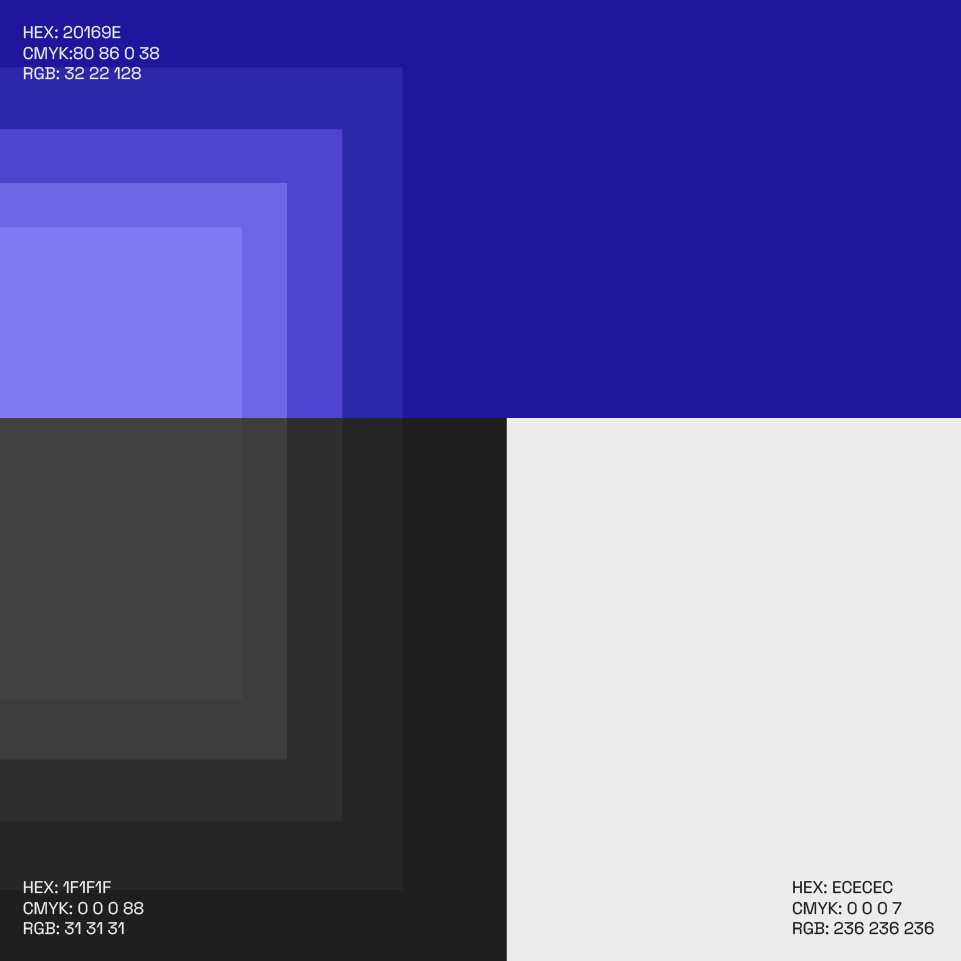 HEX: 20169E
CMYK:80 86 0 38
RGB: 32 22 128
HEX: 1F1F1F
CMYK: 0 0 0 88
RGB: 31 31 31
HEX: ECECEC
CMYK: 0 0 0 7
RGB: 236 236 236